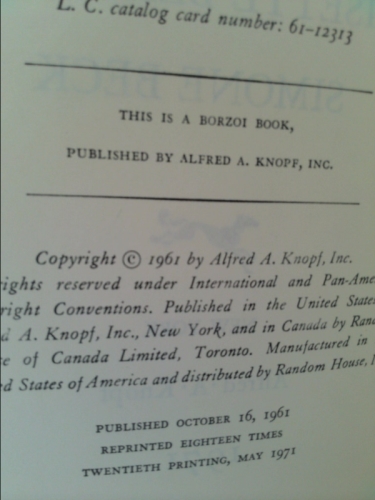 L. C. catalog card number: 61-12313
SIMONE BECK
THIS IS A BORZOI BOOK,
PUBLISHED BY ALFRED A. KNOPF, INC.
Copyright © 1961 by Alfred A. Knopf, Inc.
rights reserved under International and Pan-Ame
right Conventions. Published in the United State
d A. Knopf, Inc., New York, and in Canada by Ran
e of Canada Limited, Toronto. Manufactured in
d States of America and distributed by Random House, I
PUBLISHED OCTOBER 16, 1961
REPRINTED EIGHTEEN TIMES
TWENTIETH PRINTING, MAY 1971